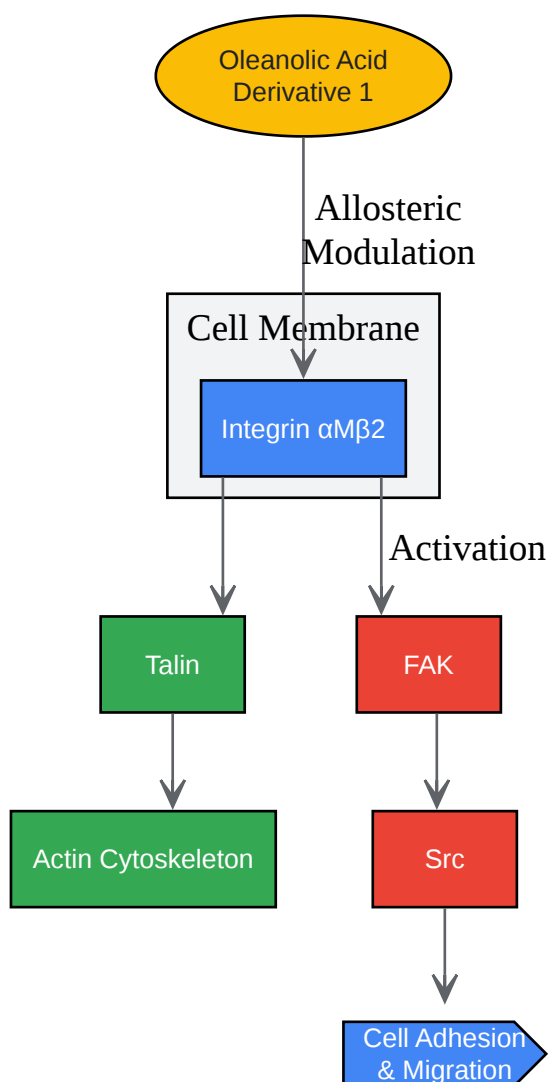 Oleanolic Acid
Derivative 1
Allosteric
Modulation
Cell Membrane
Integrin αMβ2
Activation
Talin
FAK
Actin Cytoskeleton
Src
Cell Adhesion
& Migration